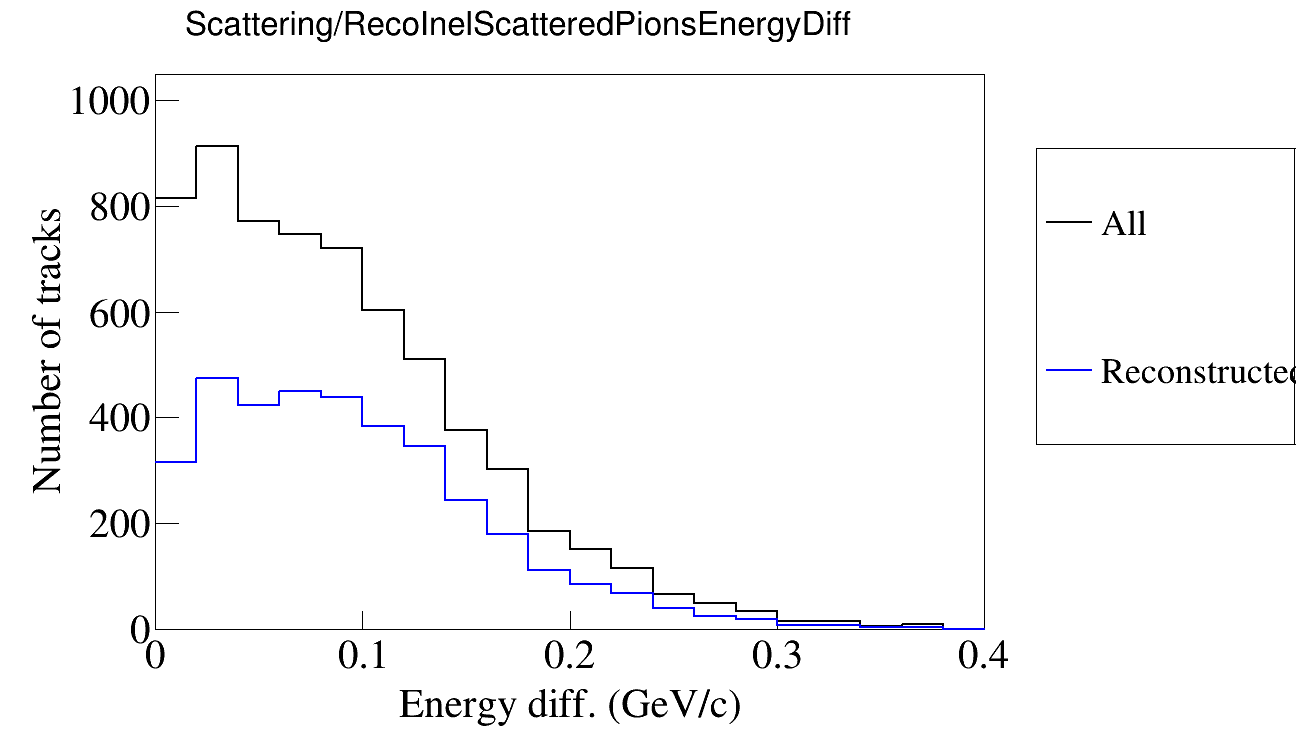 Scattering/RecoInelScatteredPionsEnergyDiff
Number of tracks
1000
800
600
400
200
0
0 0.1 0.2 0.3 0.4
Energy diff. (GeV/c)
All
Reconstructed